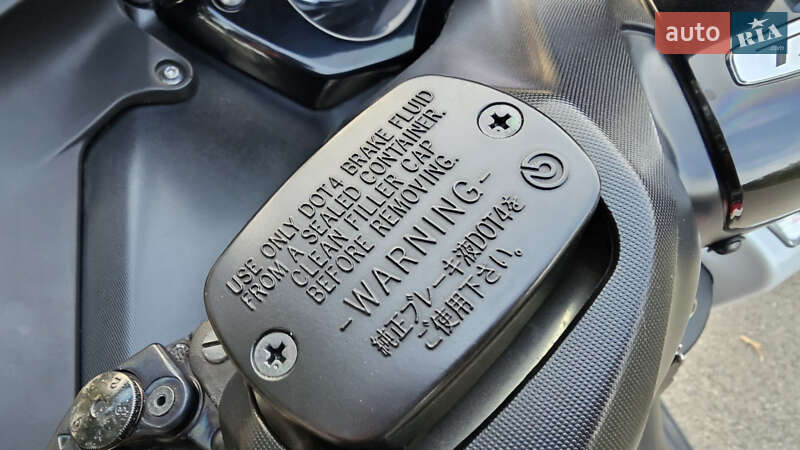 auto RIA
.com
USE ONLY DOT4 BRAKE FLUID
FROM A SEALED CONTAINER.
CLEAN FILLER CAP
BEFORE REMOVING.
-WARNING-
純正ブレーキ液DOT4を
ご使用下さい。